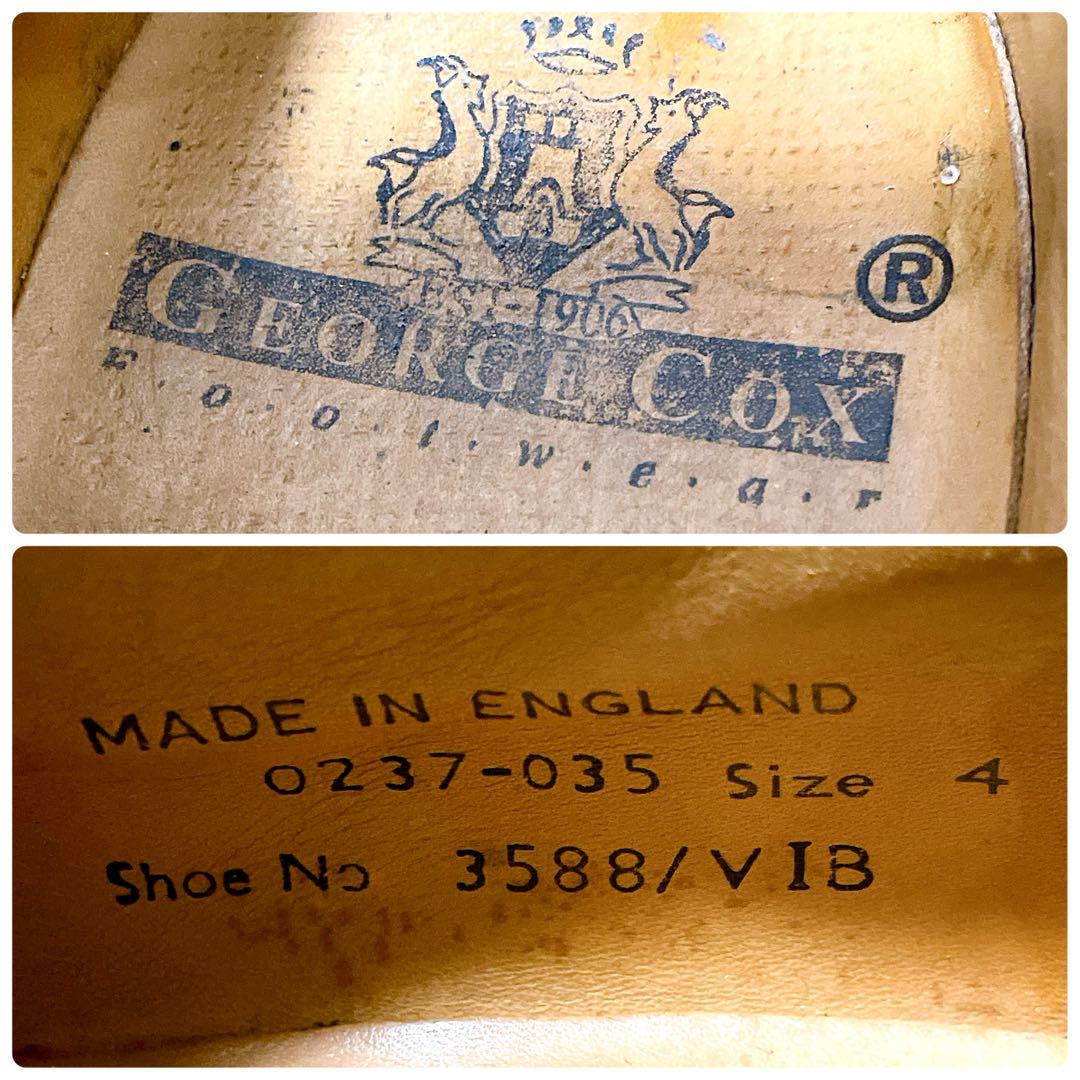 EST-1906
GEORGE COX
®
F.o.o.t.w.e.a.r
MADE IN ENGLAND
0237-035 Size 4
Shoe No 3588/VIB